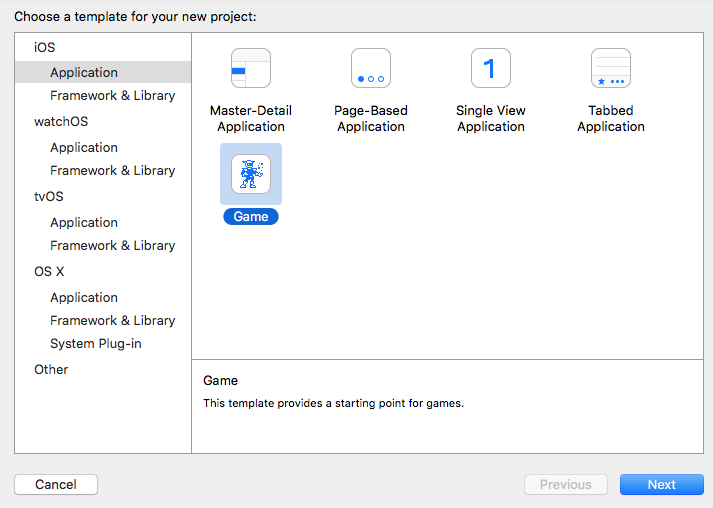 Choose a template for your new project:
iOS
Application
Framework & Library
watchOS
Application
Framework & Library
tvOS
Application
Framework & Library
OS X
Application
Framework & Library
System Plug-in
Other
Master-Detail
Application
Page-Based
Application
1
Single View
Application
Tabbed
Application
Game
Game
This template provides a starting point for games.
Cancel
Previous
Next